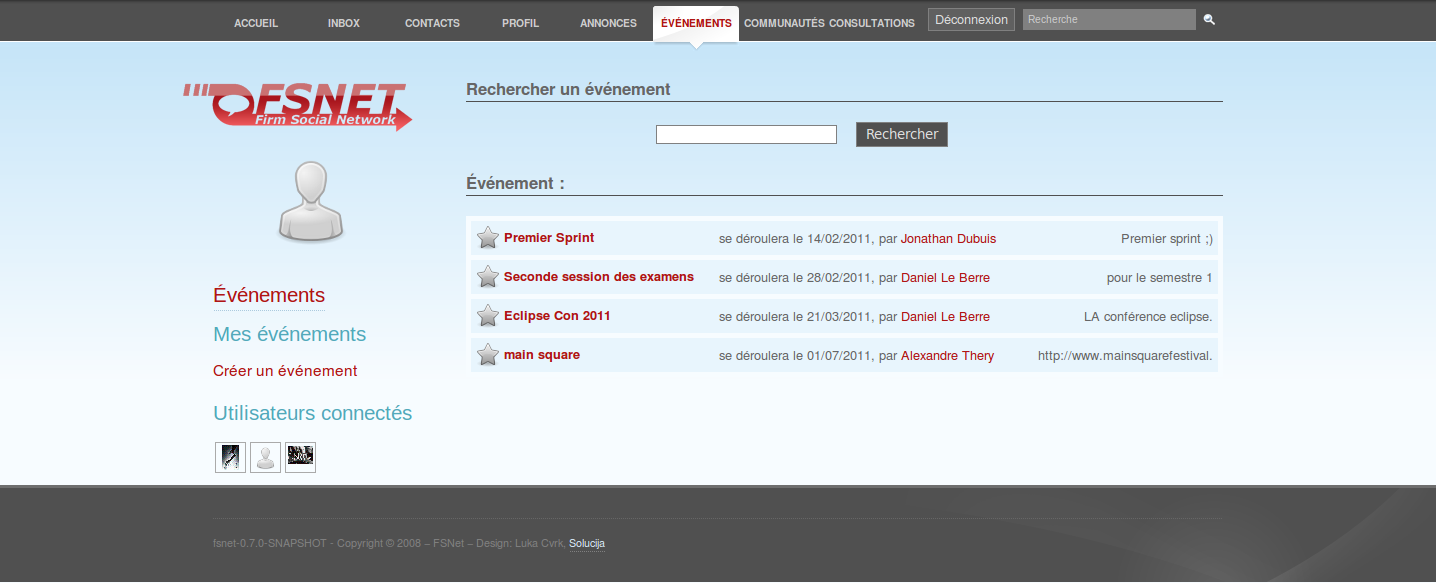 ACCUEIL INBOX CONTACTS PROFIL ANNONCES ÉVÉNEMENTS COMMUNAUTÉS CONSULTATIONS Déconnexion Recherche
FSNET
Firm Social Network
Rechercher un événement
Rechercher
Événement :
Premier Sprint se déroulera le 14/02/2011, par Jonathan Dubuis Premier sprint ;)
Seconde session des examens se déroulera le 28/02/2011, par Daniel Le Berre pour le semestre 1
Eclipse Con 2011 se déroulera le 21/03/2011, par Daniel Le Berre LA conférence eclipse.
main square se déroulera le 01/07/2011, par Alexandre Thery http://www.mainsquarefestival.
Événements
Mes événements
Créer un événement
Utilisateurs connectés
fsnet-0.7.0-SNAPSHOT - Copyright © 2008 – FSNet – Design: Luka Cvrk, Solucija